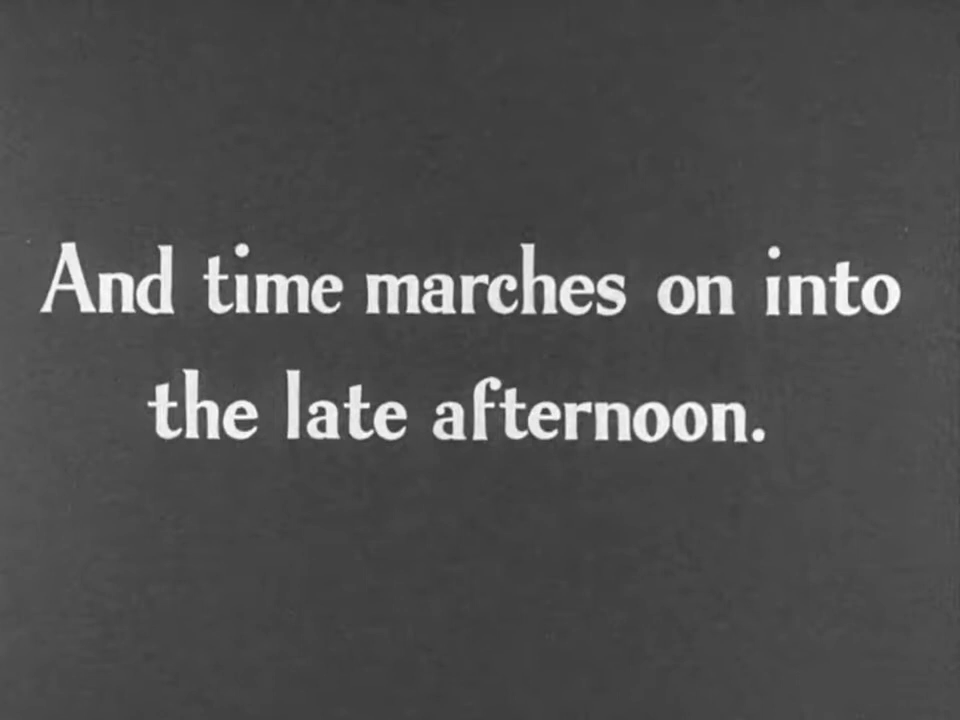 And time marches on into
the late afternoon.